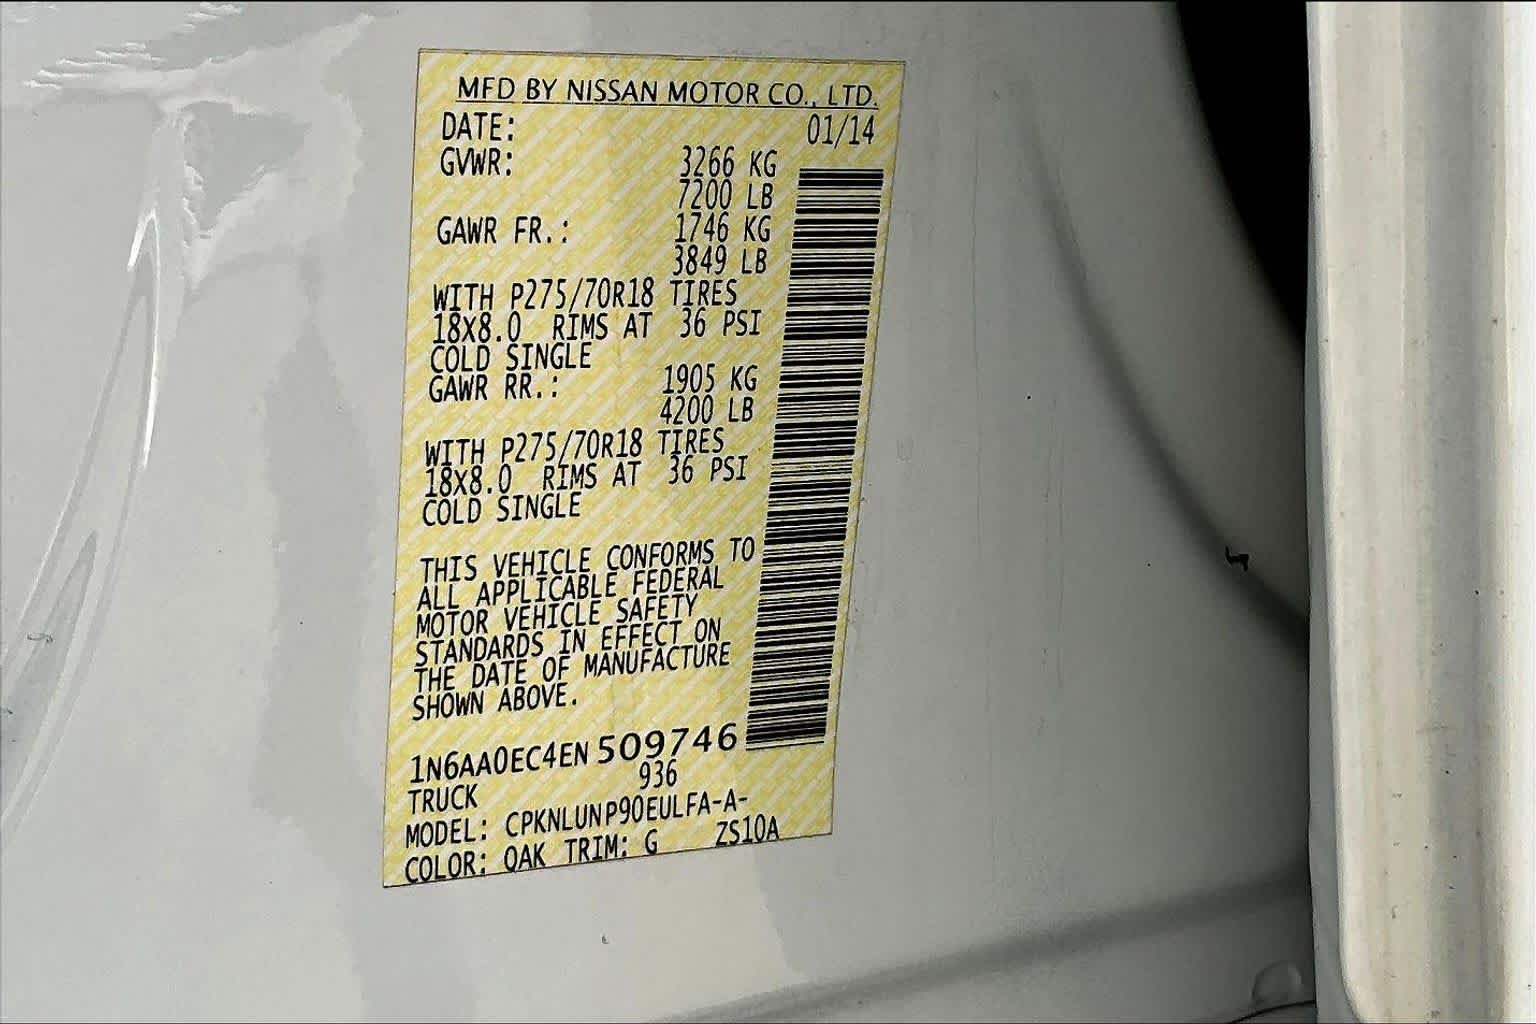 MFD BY NISSAN MOTOR CO., LTD.
DATE: 01/14
GVWR: 3266 KG
7200 LB
GAWR FR.: 1746 KG
3849 LB
WITH P275/70R18 TIRES
18X8.0 RIMS AT 36 PSI
COLD SINGLE
GAWR RR.: 1905 KG
4200 LB
WITH P275/70R18 TIRES
18X8.0 RIMS AT 36 PSI
COLD SINGLE
THIS VEHICLE CONFORMS TO
ALL APPLICABLE FEDERAL
MOTOR VEHICLE SAFETY
STANDARDS IN EFFECT ON
THE DATE OF MANUFACTURE
SHOWN ABOVE.
1N6AA0EC4EN 509746
936
TRUCK
MODEL: CPKNLUNP90EULFA-A-
COLOR: QAK TRIM: G ZS10A